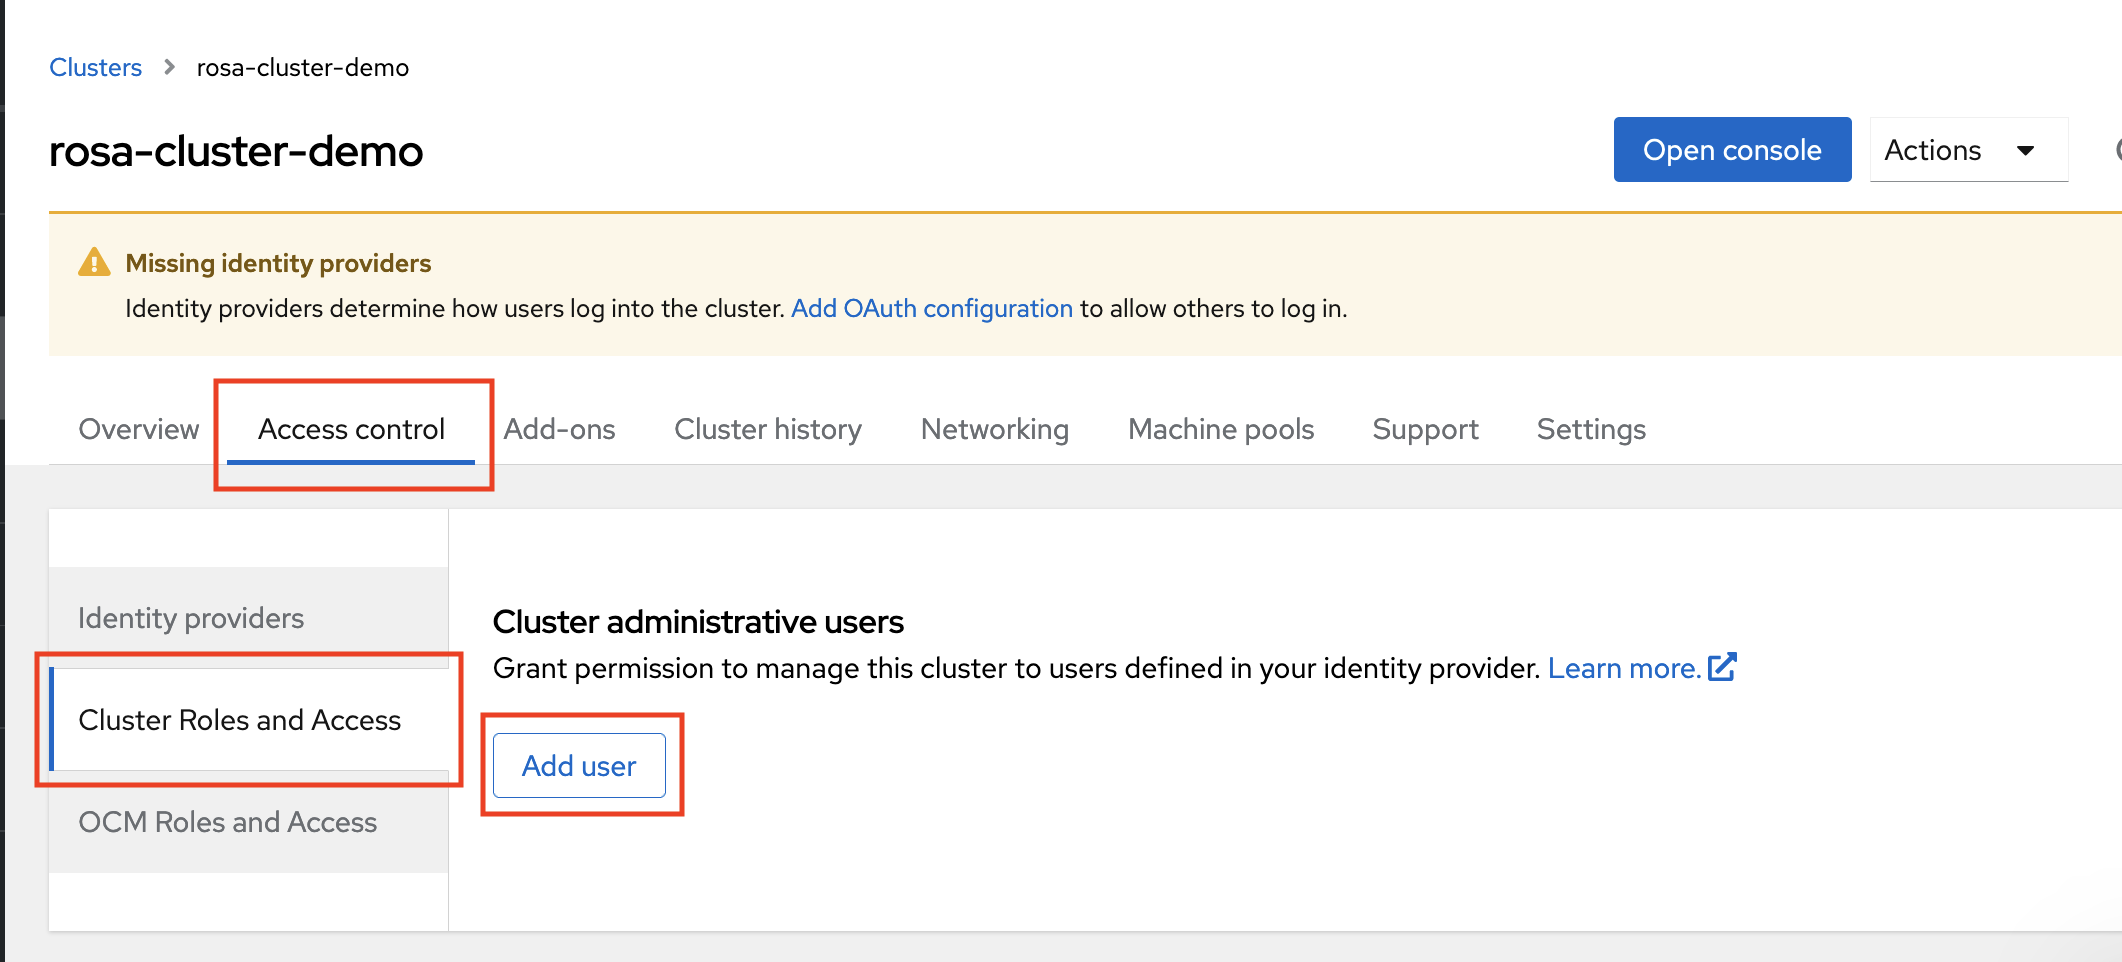 Clusters > rosa-cluster-demo
rosa-cluster-demo
Open console
Actions
Missing identity providers
Identity providers determine how users log into the cluster. Add OAuth configuration to allow others to log in.
Overview Access control Add-ons Cluster history Networking Machine pools Support Settings
Identity providers
Cluster Roles and Access
OCM Roles and Access
Cluster administrative users
Grant permission to manage this cluster to users defined in your identity provider. Learn more.
Add user